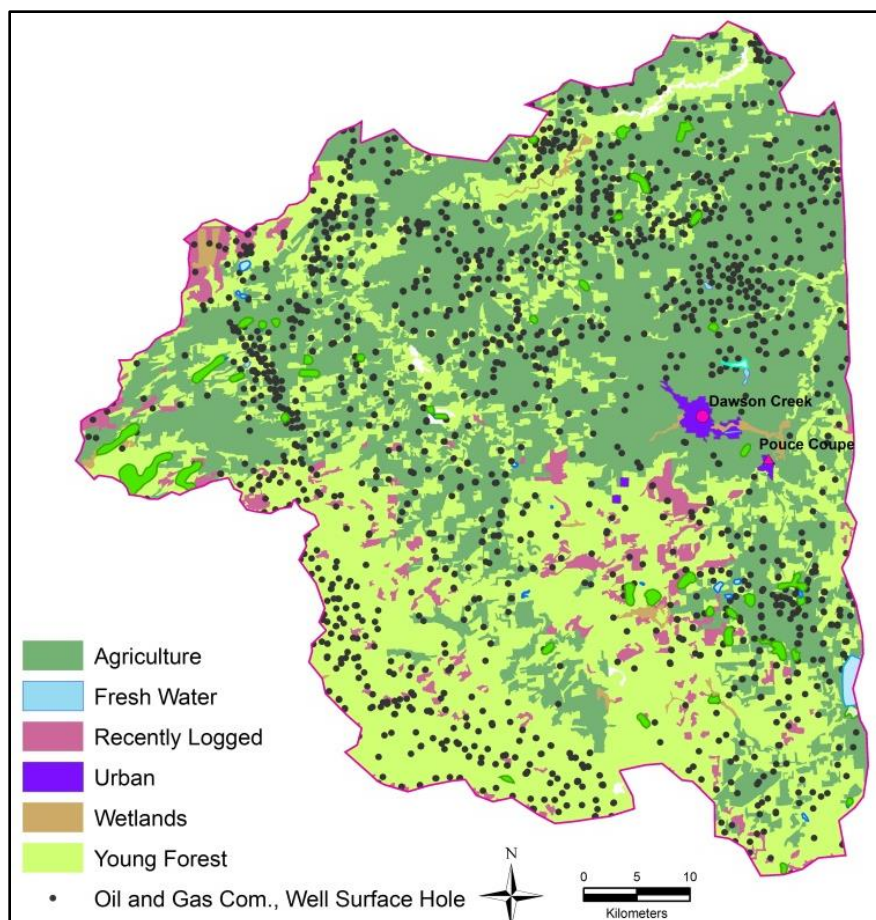 Dawson Creek
Pouce Coupe
Agriculture
Fresh Water
Recently Logged
Urban
Wetlands
Young Forest
Oil and Gas Com., Well Surface Hole
N
0 5 10
Kilometers